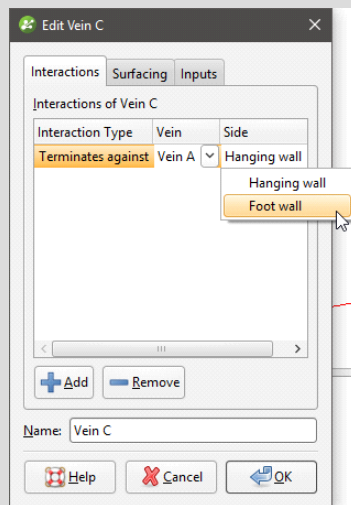 Edit Vein C
Interactions Surfacing Inputs
Interactions of Vein C
Interaction Type Vein Side
Terminates against Vein A Hanging wall
Hanging wall
Foot wall
Add Remove
Name: Vein C
Help Cancel OK